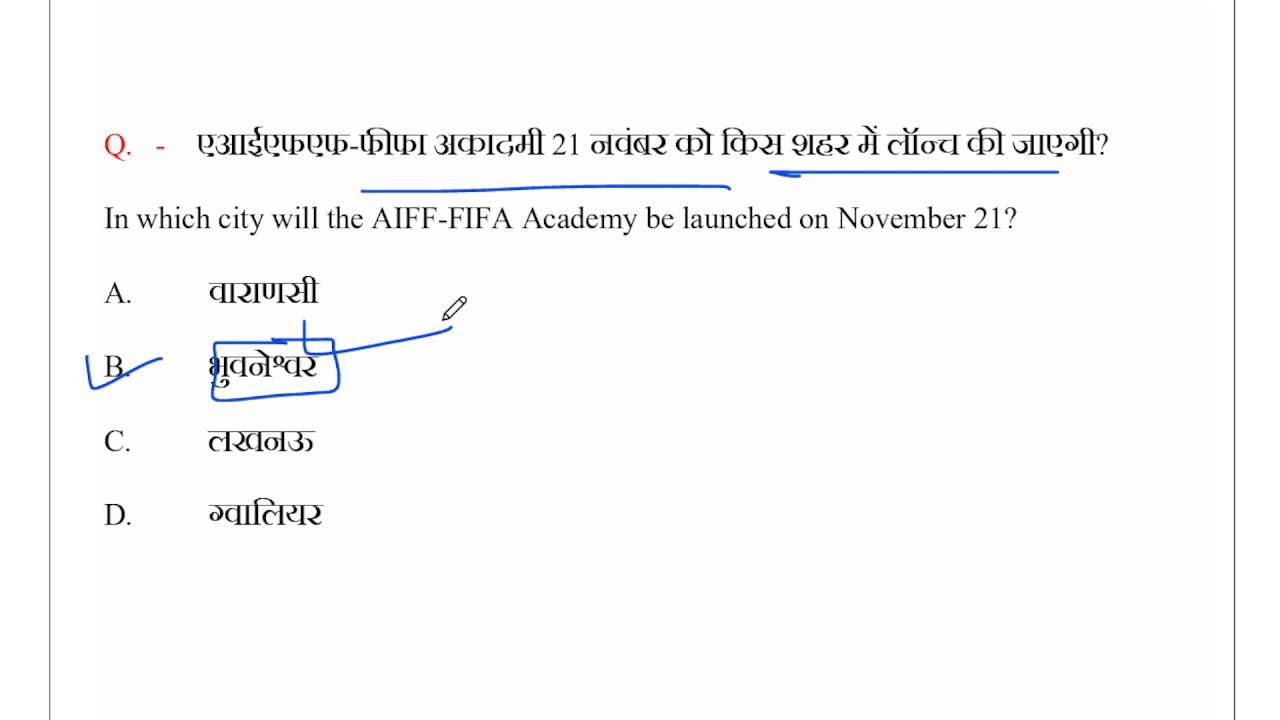 Q. - एआईएफएफ-फीफा अकादमी 21 नवंबर को किस शहर में लॉन्च की जाएगी?
In which city will the AIFF-FIFA Academy be launched on November 21?
A. वाराणसी
B. भुवनेश्वर
C. लखनऊ
D. ग्वालियर